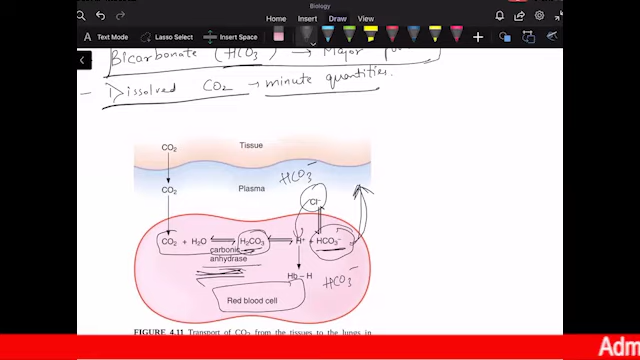 Biology
Home Insert Draw View
Text Mode Lasso Select Insert Space
Bicarbonate (HCO3-) → Major
- Dissolved CO2 → minute quantities.
CO2 Tissue
HCO3-
CO2 Plasma
Cl-
CO2 + H2O ⇌ H2CO3 ⇌ H+ + HCO3-
carbonic
anhydrase
Hb–H HCO3-
Red blood cell
FIGURE 4.11 Transport of CO2 from the tissues to the lungs in
Adm